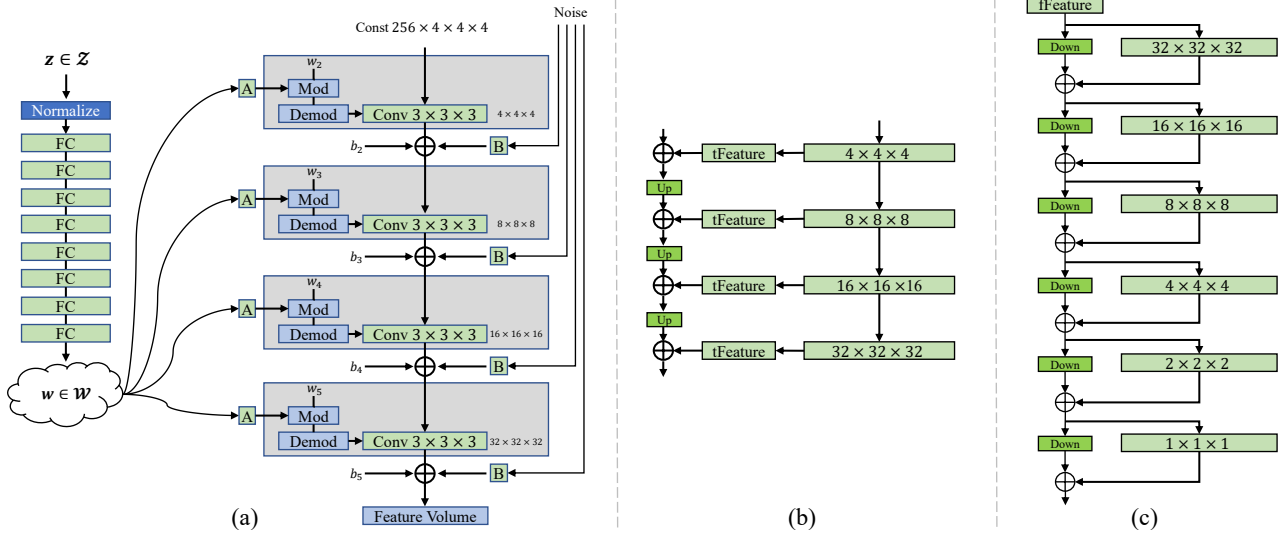 Noise
Const 256 × 4 × 4 × 4
z ∈ 𝒵
Normalize
FC
FC
FC
FC
FC
FC
FC
FC
w ∈ 𝒲
A
w₂
Mod
Demod
Conv 3 × 3 × 3
4 × 4 × 4
b₂
B
A
w₃
Mod
Demod
Conv 3 × 3 × 3
8 × 8 × 8
b₃
B
A
w₄
Mod
Demod
Conv 3 × 3 × 3
16 × 16 × 16
b₄
B
A
w₅
Mod
Demod
Conv 3 × 3 × 3
32 × 32 × 32
b₅
B
Feature Volume
(a)
tFeature
4 × 4 × 4
Up
tFeature
8 × 8 × 8
Up
tFeature
16 × 16 × 16
Up
tFeature
32 × 32 × 32
(b)
fFeature
Down
32 × 32 × 32
Down
16 × 16 × 16
Down
8 × 8 × 8
Down
4 × 4 × 4
Down
2 × 2 × 2
Down
1 × 1 × 1
(c)